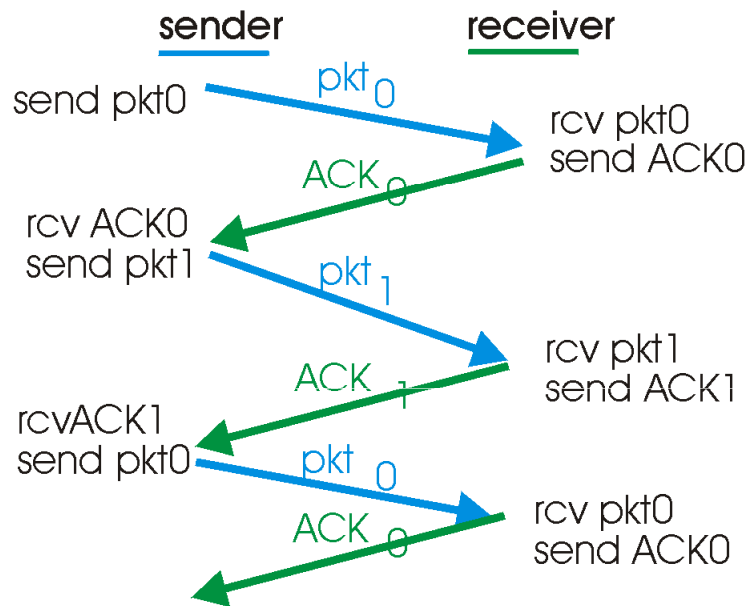 sender
receiver
send pkt0
pkt 0
rcv pkt0
send ACK0
ACK 0
rcv ACK0
send pkt1
pkt 1
rcv pkt1
send ACK1
ACK 1
rcvACK1
send pkt0
pkt 0
rcv pkt0
send ACK0
ACK 0